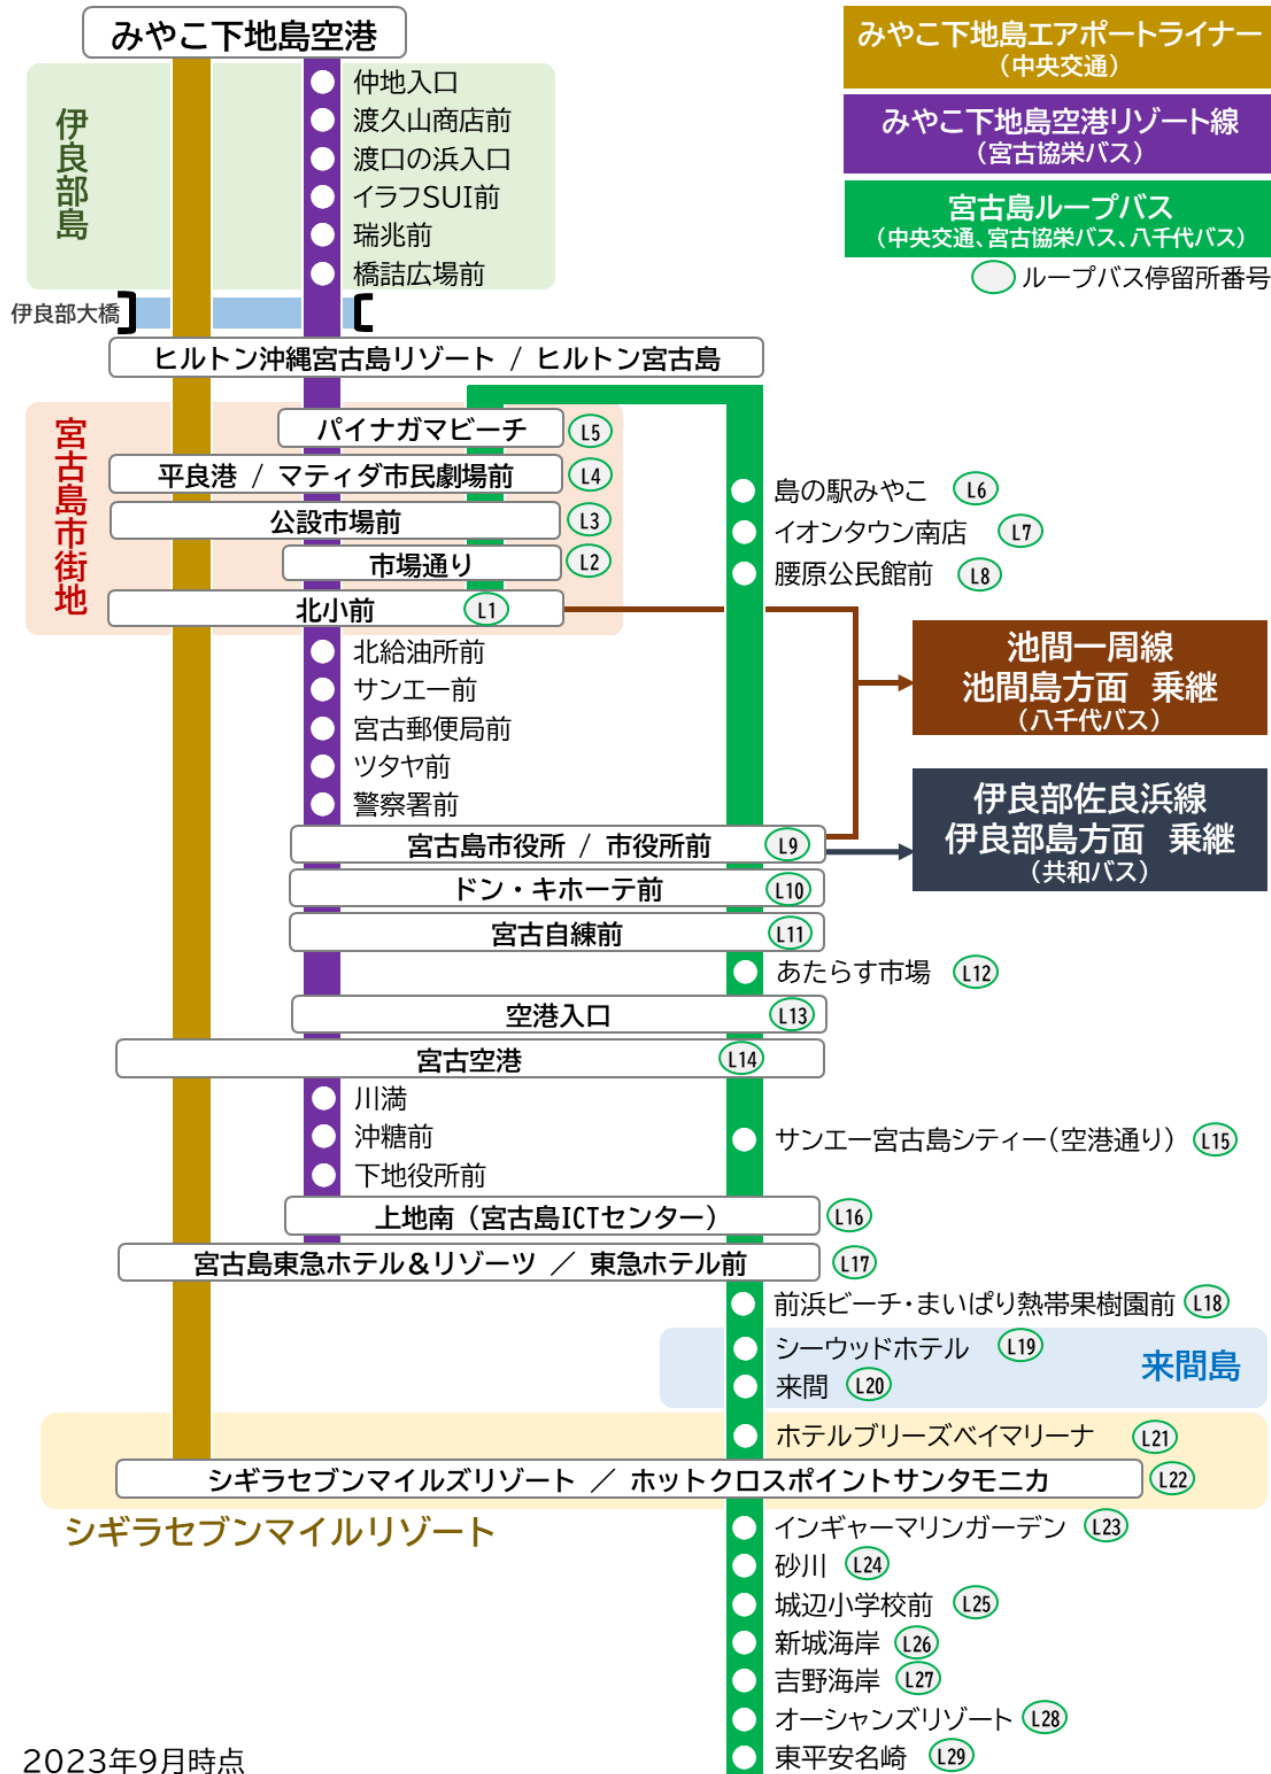 みやこ下地島空港
みやこ下地島エアポートライナー
（中央交通）
みやこ下地島空港リゾート線
（宮古協栄バス）
宮古島ループバス
（中央交通、宮古協栄バス、八千代バス）
ループバス停留所番号
伊良部島
仲地入口
渡久山商店前
渡口の浜入口
イラフSUI前
瑞兆前
橋詰広場前
伊良部大橋
ヒルトン沖縄宮古島リゾート / ヒルトン宮古島
宮古島市街地
パイナガマビーチ L5
平良港 / マティダ市民劇場前 L4
公設市場前 L3
市場通り L2
北小前 L1
島の駅みやこ L6
イオンタウン南店 L7
腰原公民館前 L8
北給油所前
サンエー前
宮古郵便局前
ツタヤ前
警察署前
池間一周線
池間島方面 乗継
（八千代バス）
伊良部佐良浜線
伊良部島方面 乗継
（共和バス）
宮古島市役所 / 市役所前 L9
ドン・キホーテ前 L10
宮古自練前 L11
あたらす市場 L12
空港入口 L13
宮古空港 L14
川満
沖糖前
下地役所前
サンエー宮古島シティー（空港通り） L15
上地南（宮古島ICTセンター） L16
宮古島東急ホテル＆リゾーツ ／ 東急ホテル前 L17
前浜ビーチ・まいぱり熱帯果樹園前 L18
シーウッドホテル L19
来間 L20
来間島
ホテルブリーズベイマリーナ L21
シギラセブンマイルズリゾート ／ ホットクロスポイントサンタモニカ L22
シギラセブンマイルリゾート
インギャーマリンガーデン L23
砂川 L24
城辺小学校前 L25
新城海岸 L26
吉野海岸 L27
オーシャンズリゾート L28
東平安名崎 L29
2023年9月時点